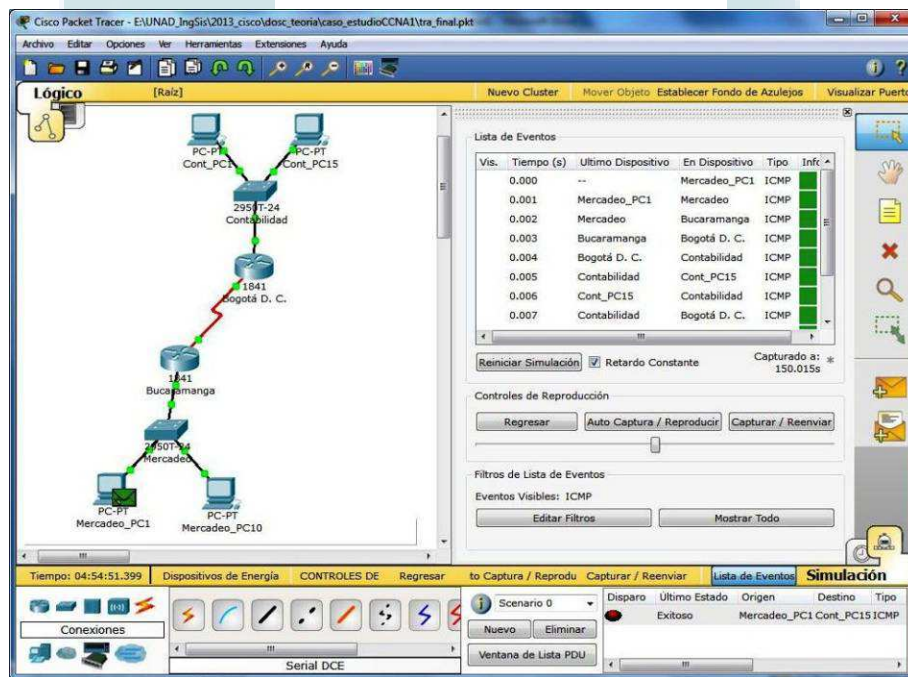 Cisco Packet Tracer - E:\UNAD_IngSis\2013_cisco\dosc_teoria\caso_estudioCCNA1\tra_final.pkt
Archivo Editar Opciones Ver Herramientas Extensiones Ayuda
Lógico [Raíz] Nuevo Cluster Mover Objeto Establecer Fondo de Azulejos Visualizar Puerto
PC-PT
Cont_PC1
PC-PT
Cont_PC15
2950T-24
Contabilidad
1841
Bogotá D. C.
1841
Bucaramanga
2950T-24
Mercadeo
PC-PT
Mercadeo_PC1
PC-PT
Mercadeo_PC10
Lista de Eventos
Vis. Tiempo (s) Ultimo Dispositivo En Dispositivo Tipo Info
0.000 -- Mercadeo_PC1 ICMP
0.001 Mercadeo_PC1 Mercadeo ICMP
0.002 Mercadeo Bucaramanga ICMP
0.003 Bucaramanga Bogotá D. C. ICMP
0.004 Bogotá D. C. Contabilidad ICMP
0.005 Contabilidad Cont_PC15 ICMP
0.006 Cont_PC15 Contabilidad ICMP
0.007 Contabilidad Bogotá D. C. ICMP
Reiniciar Simulación Retardo Constante Capturado a: *
150.015s
Controles de Reproducción
Regresar Auto Captura / Reproducir Capturar / Reenviar
Filtros de Lista de Eventos
Eventos Visibles: ICMP
Editar Filtros Mostrar Todo
Tiempo: 04:54:51.399 Dispositivos de Energía CONTROLES DE Regresar to Captura / Reprodu Capturar / Reenviar Lista de Eventos Simulación
Conexiones
Serial DCE
Scenario 0
Nuevo Eliminar
Ventana de Lista PDU
Disparo Último Estado Origen Destino Tipo
Exitoso Mercadeo_PC1 Cont_PC15 ICMP